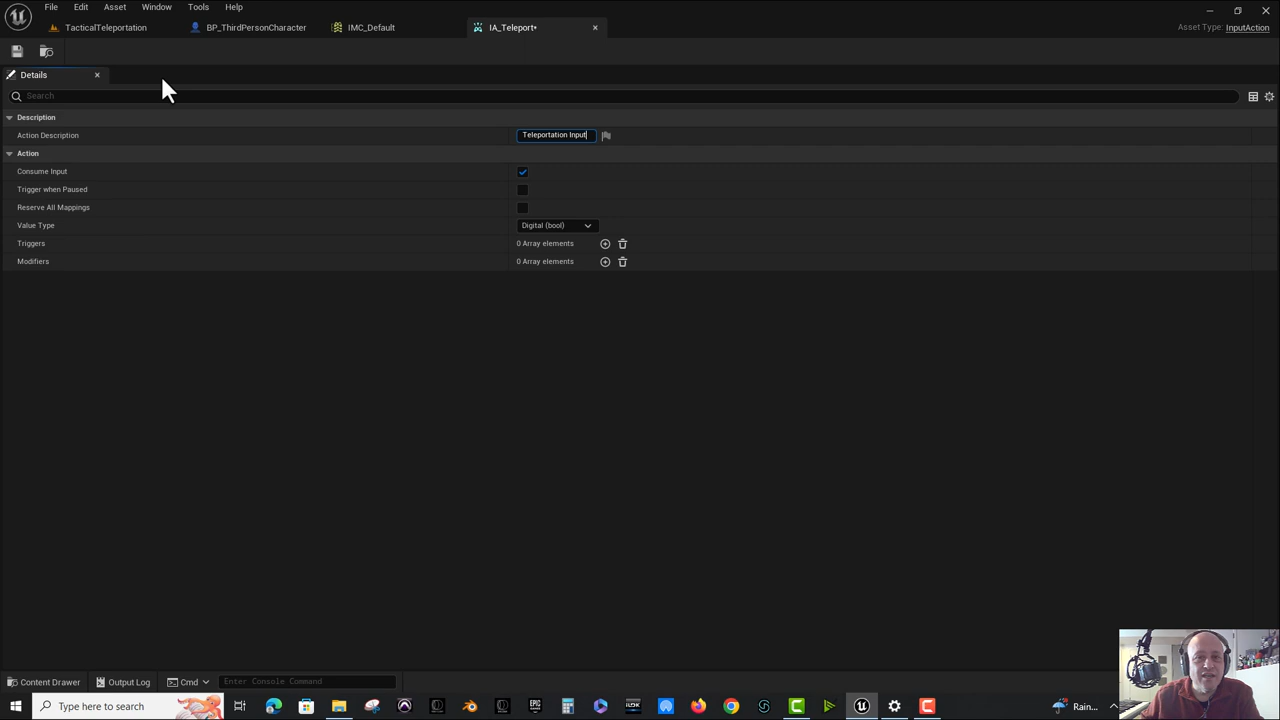 File Edit Asset Window Tools Help
TacticalTeleportation BP_ThirdPersonCharacter IMC_Default IA_Teleport•
Asset Type: InputAction
Details
Search
Description
Action Description Teleportation Input
Action
Consume Input
Trigger when Paused
Reserve All Mappings
Value Type Digital (bool)
Triggers 0 Array elements
Modifiers 0 Array elements
Content Drawer Output Log Cmd Enter Console Command
Type here to search
Rain...